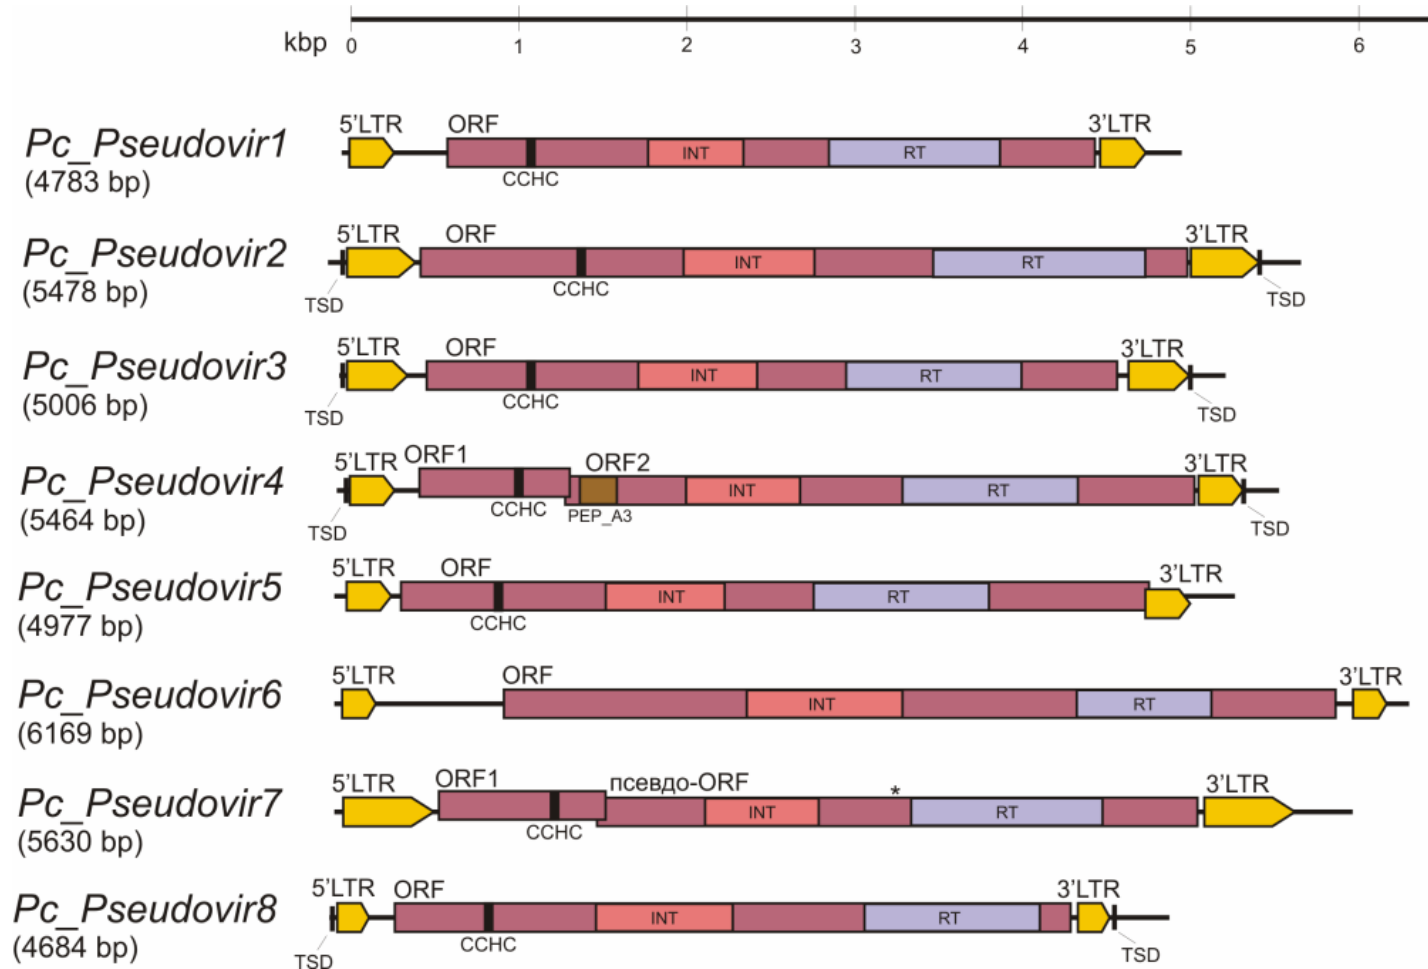 kbp 0 1 2 3 4 5 6
5'LTR ORF 3'LTR
Pc_Pseudovir1 INT RT
(4783 bp) CCHC
5'LTR ORF 3'LTR
Pc_Pseudovir2 INT RT
(5478 bp) CCHC
TSD TSD
5'LTR ORF 3'LTR
Pc_Pseudovir3 INT RT
(5006 bp) CCHC
TSD TSD
5'LTR ORF1 ORF2 3'LTR
Pc_Pseudovir4 INT RT
(5464 bp) CCHC PEP_A3
TSD TSD
5'LTR ORF 3'LTR
Pc_Pseudovir5 INT RT
(4977 bp) CCHC
5'LTR ORF 3'LTR
Pc_Pseudovir6 INT RT
(6169 bp)
5'LTR ORF1 псевдо-ORF * 3'LTR
Pc_Pseudovir7 INT RT
(5630 bp) CCHC
5'LTR ORF 3'LTR
Pc_Pseudovir8 INT RT
(4684 bp) CCHC
TSD TSD